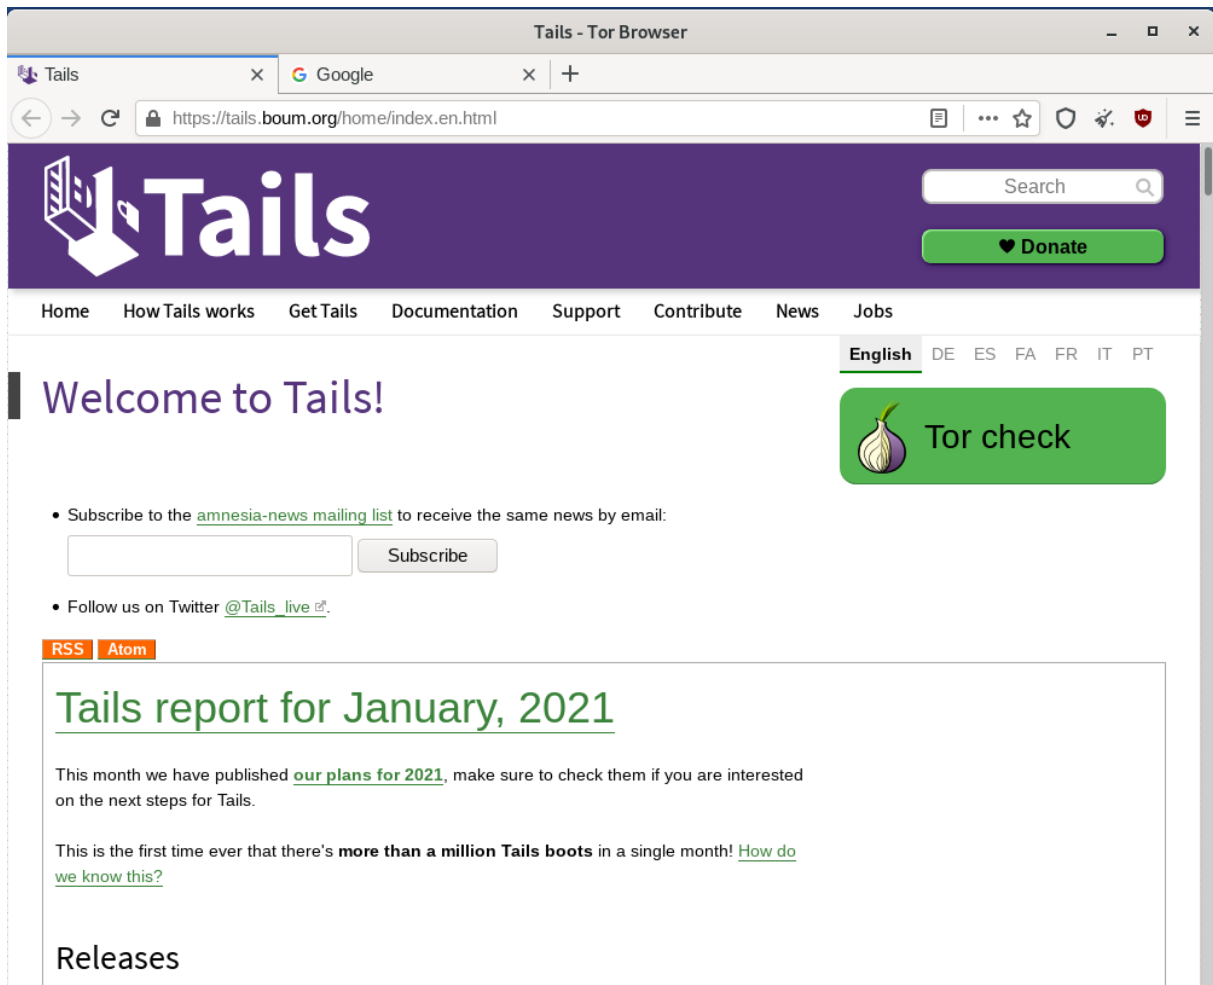 Tails - Tor Browser
Tails
Google
https://tails.boum.org/home/index.en.html
Tails
Search
Donate
Home How Tails works Get Tails Documentation Support Contribute News Jobs
English DE ES FA FR IT PT
Welcome to Tails!
Tor check
• Subscribe to the amnesia-news mailing list to receive the same news by email:
Subscribe
• Follow us on Twitter @Tails_live.
RSS Atom
Tails report for January, 2021
This month we have published our plans for 2021, make sure to check them if you are interested
on the next steps for Tails.
This is the first time ever that there's more than a million Tails boots in a single month! How do
we know this?
Releases